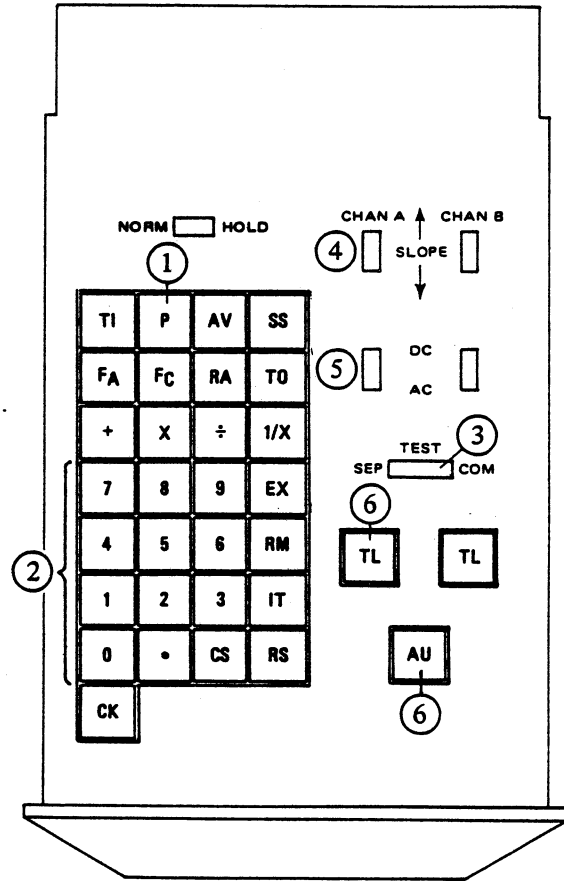 CHAN A CHAN B
NORM HOLD
4 SLOPE
1
TI P AV SS
DC
5
FA FC RA TO
AC
+ X ÷ 1/X
TEST 3
SEP COM
7 8 9 EX
6
2 4 5 6 RM
TL TL
1 2 3 IT
0 • CS RS
AU
CK
6